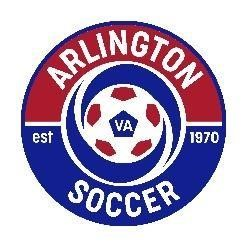 ARLINGTON
VA
est 1970
SOCCER